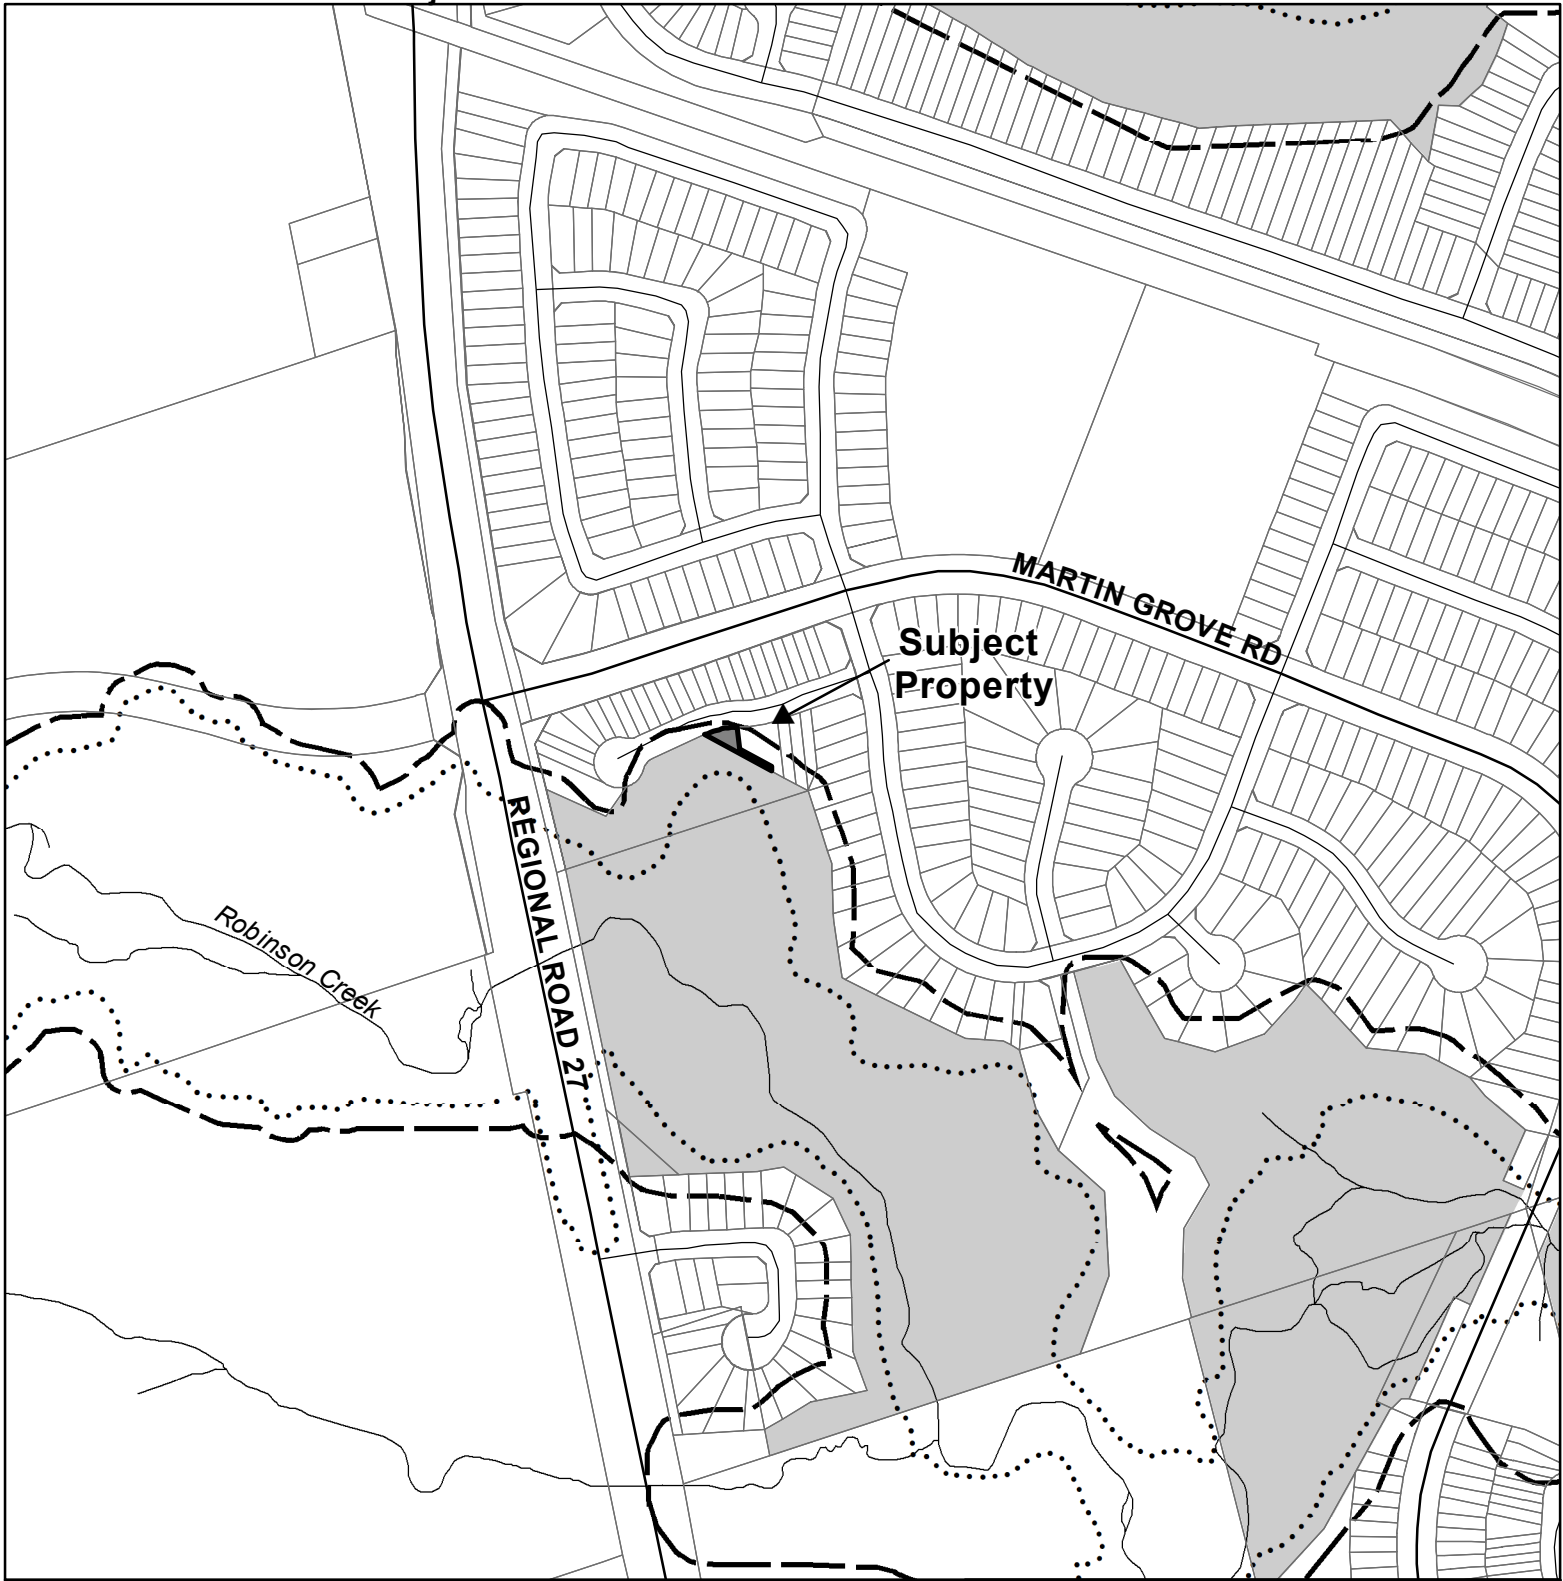 MARTIN GROVE RD
Subject
Property
REGIONAL ROAD 27
Robinson Creek